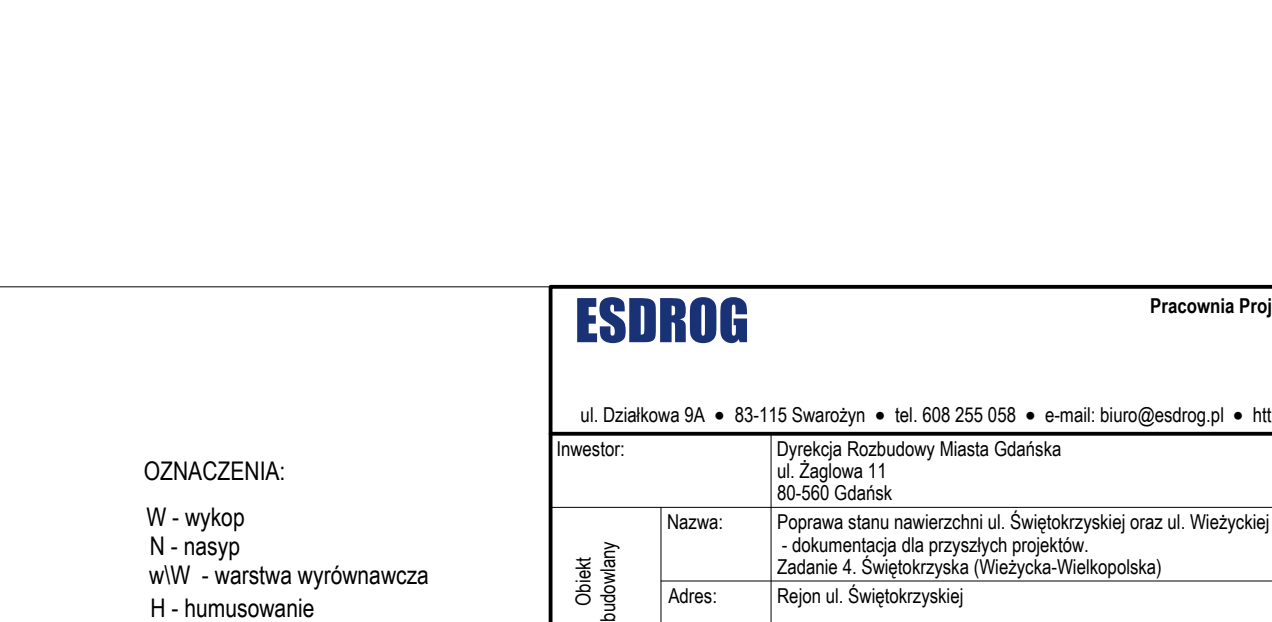 OZNACZENIA:
W - wykop
N - nasyp
w\W - warstwa wyrównawcza
H - humusowanie
ESDROG
Pracownia Proj
ul. Działkowa 9A ● 83-115 Swarożyn ● tel. 608 255 058 ● e-mail: biuro@esdrog.pl ● htt
Inwestor:
Dyrekcja Rozbudowy Miasta Gdańska
ul. Żaglowa 11
80-560 Gdańsk
Obiekt
budowlany
Nazwa:
Poprawa stanu nawierzchni ul. Świętokrzyskiej oraz ul. Wieżyckiej
- dokumentacja dla przyszłych projektów.
Zadanie 4. Świętokrzyska (Wieżycka-Wielkopolska)
Adres:
Rejon ul. Świętokrzyskiej